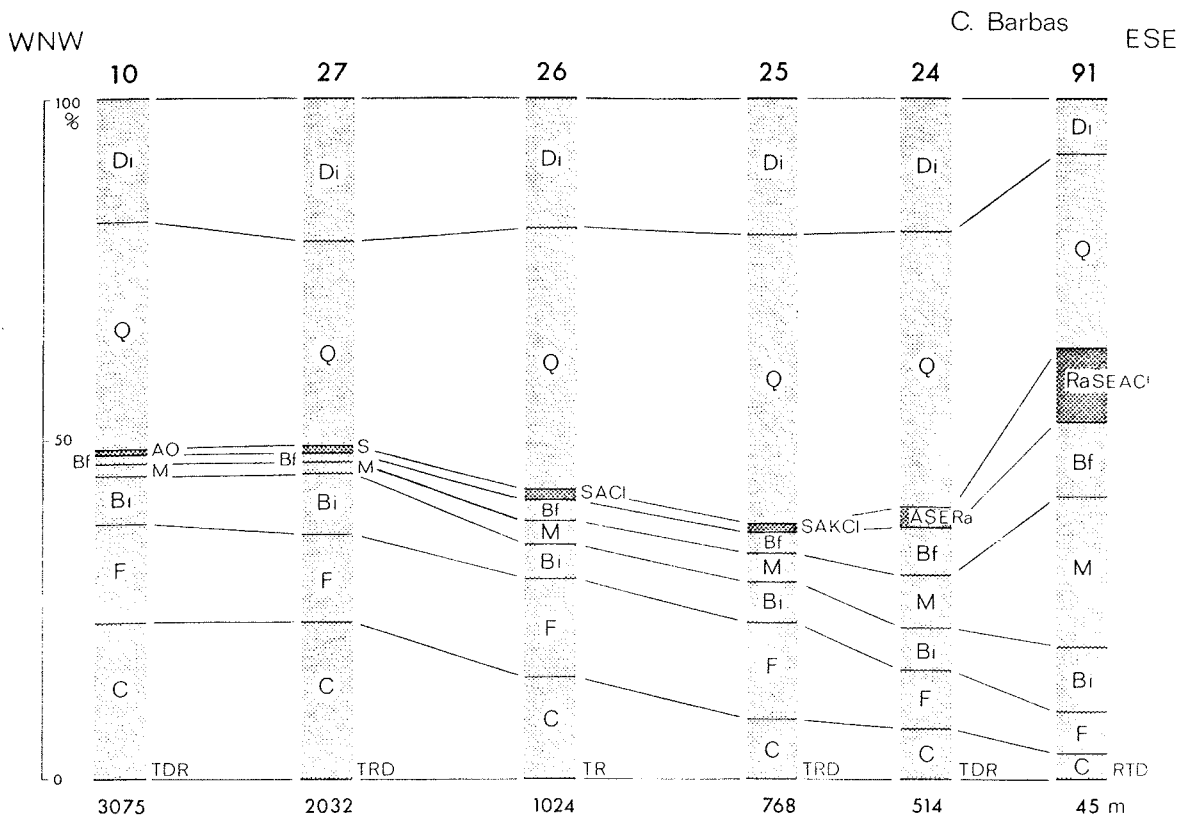 C. Barbas
WNW ESE
10 27 26 25 24 91
100
%
Di Di Di Di Di Di
Q Q Q Q Q Q
50
AO S SACl SAKCl ASERa RaSEACl
Bf Bf Bf Bf Bf Bf
M M M M M M
Bi Bi Bi Bi Bi Bi
F F F F F F
C C C C C C
0
TDR TRD TR TRD TDR RTD
3075 2032 1024 768 514 45 m